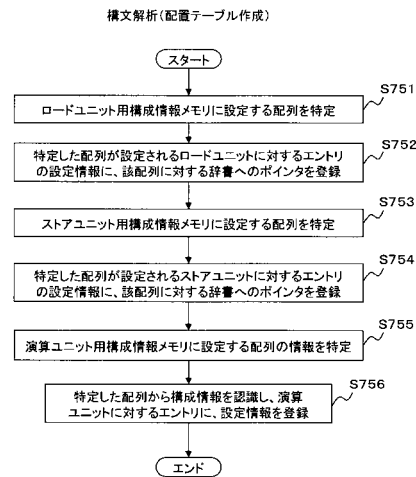 構文解析(配置テーブル作成)
スタート
S751
ロードユニット用構成情報メモリに設定する配列を特定
S752
特定した配列が設定されるロードユニットに対するエントリ
の設定情報に、該配列に対する辞書へのポインタを登録
S753
ストアユニット用構成情報メモリに設定する配列を特定
S754
特定した配列が設定されるストアユニットに対するエントリ
の設定情報に、該配列に対する辞書へのポインタを登録
S755
演算ユニット用構成情報メモリに設定する配列の情報を特定
S756
特定した配列から構成情報を認識し、演算
ユニットに対するエントリに、設定情報を登録
エンド